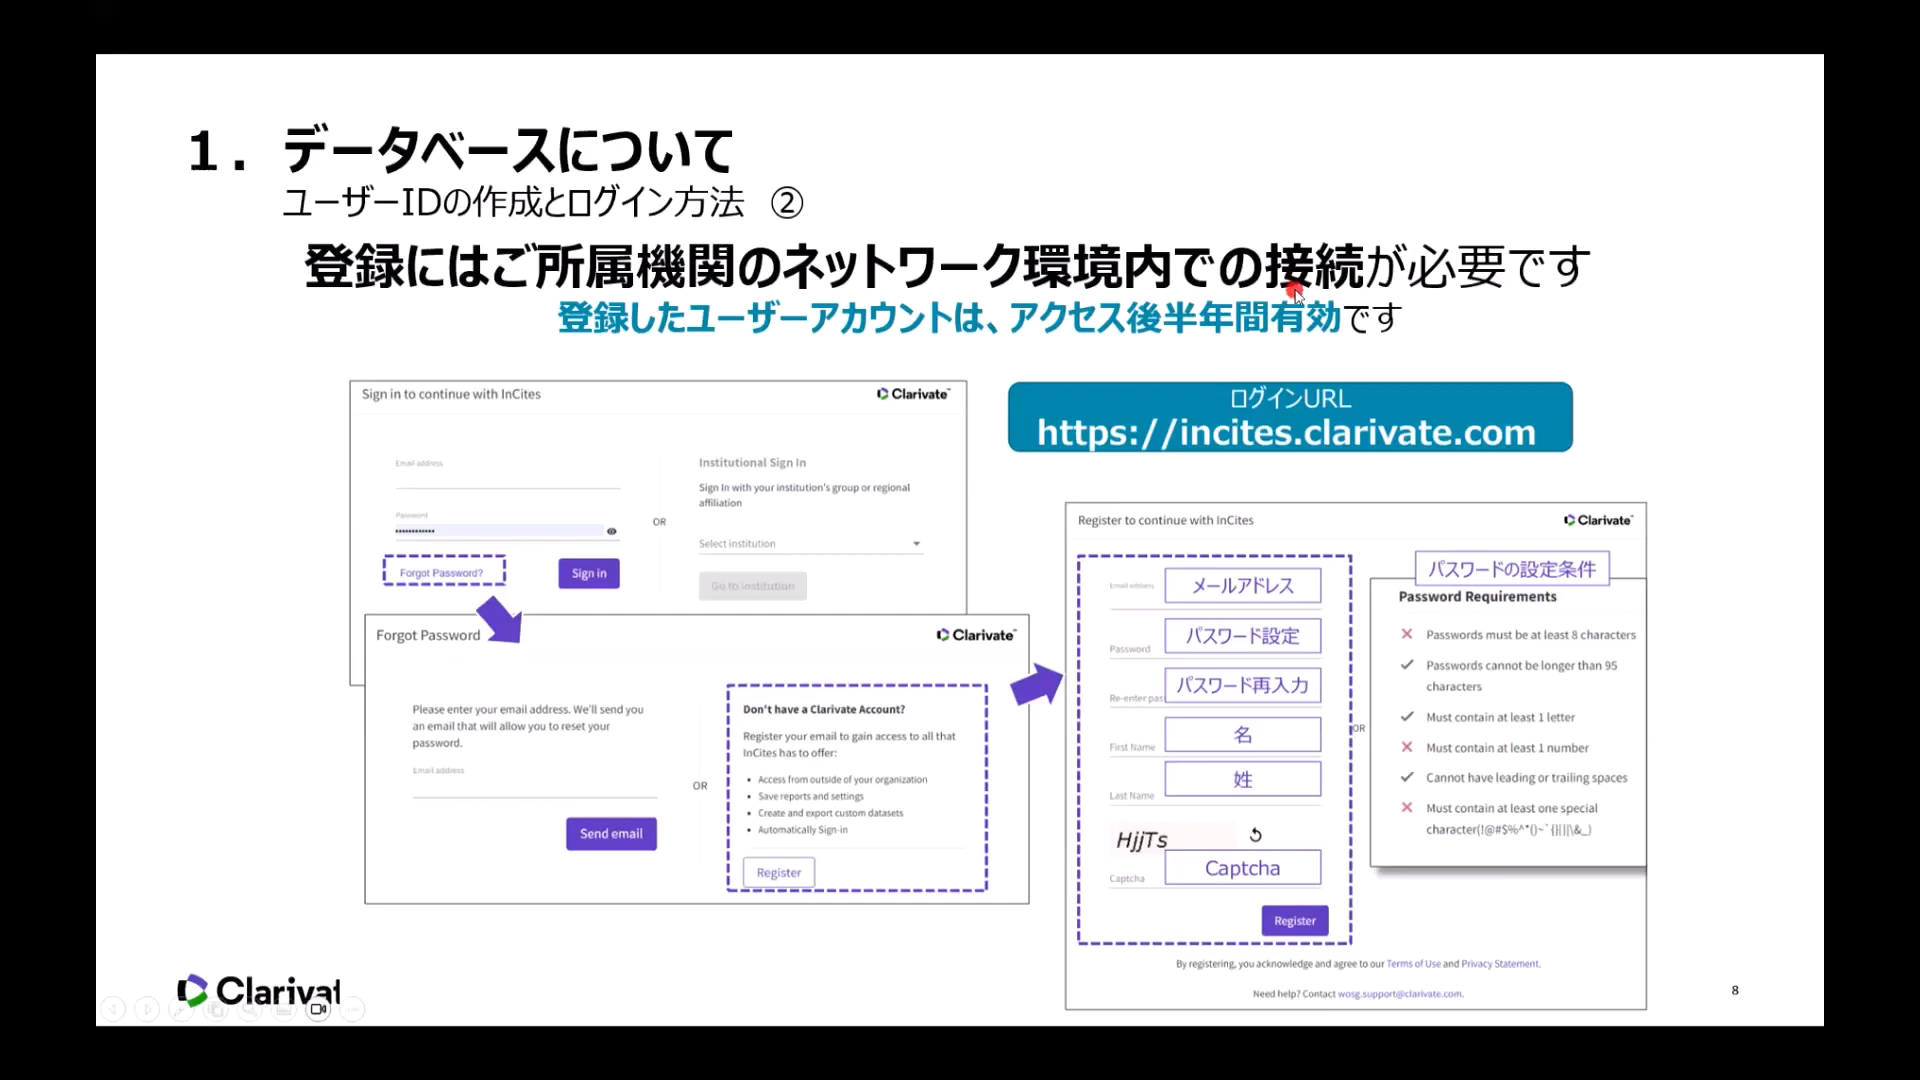 1．データベースについて
ユーザーIDの作成とログイン方法 ②
登録にはご所属機関のネットワーク環境内での接続が必要です
登録したユーザーアカウントは、アクセス後半年間有効です
Sign in to continue with InCites
Clarivate™
Email address
Password
Forgot Password?
Sign in
OR
Institutional Sign In
Sign In with your institution's group or regional
affiliation
Select institution
Go to institution
ログインURL
https://incites.clarivate.com
Forgot Password
Clarivate™
Please enter your email address. We'll send you
an email that will allow you to reset your
password.
Email address
Send email
OR
Don't have a Clarivate Account?
Register your email to gain access to all that
InCites has to offer:
• Access from outside of your organization
• Save reports and settings
• Create and export custom datasets
• Automatically Sign-in
Register
Register to continue with InCites
Clarivate™
Email address
メールアドレス
Password
パスワード設定
Re-enter pas
パスワード再入力
First Name
名
Last Name
姓
HjjTs
Captcha
Captcha
Register
OR
パスワードの設定条件
Password Requirements
Passwords must be at least 8 characters
Passwords cannot be longer than 95
characters
Must contain at least 1 letter
Must contain at least 1 number
Cannot have leading or trailing spaces
Must contain at least one special
By registering, you acknowledge and agree to our Terms of Use and Privacy Statement.
Need help? Contact wosg.support@clarivate.com.
Clarivat
8